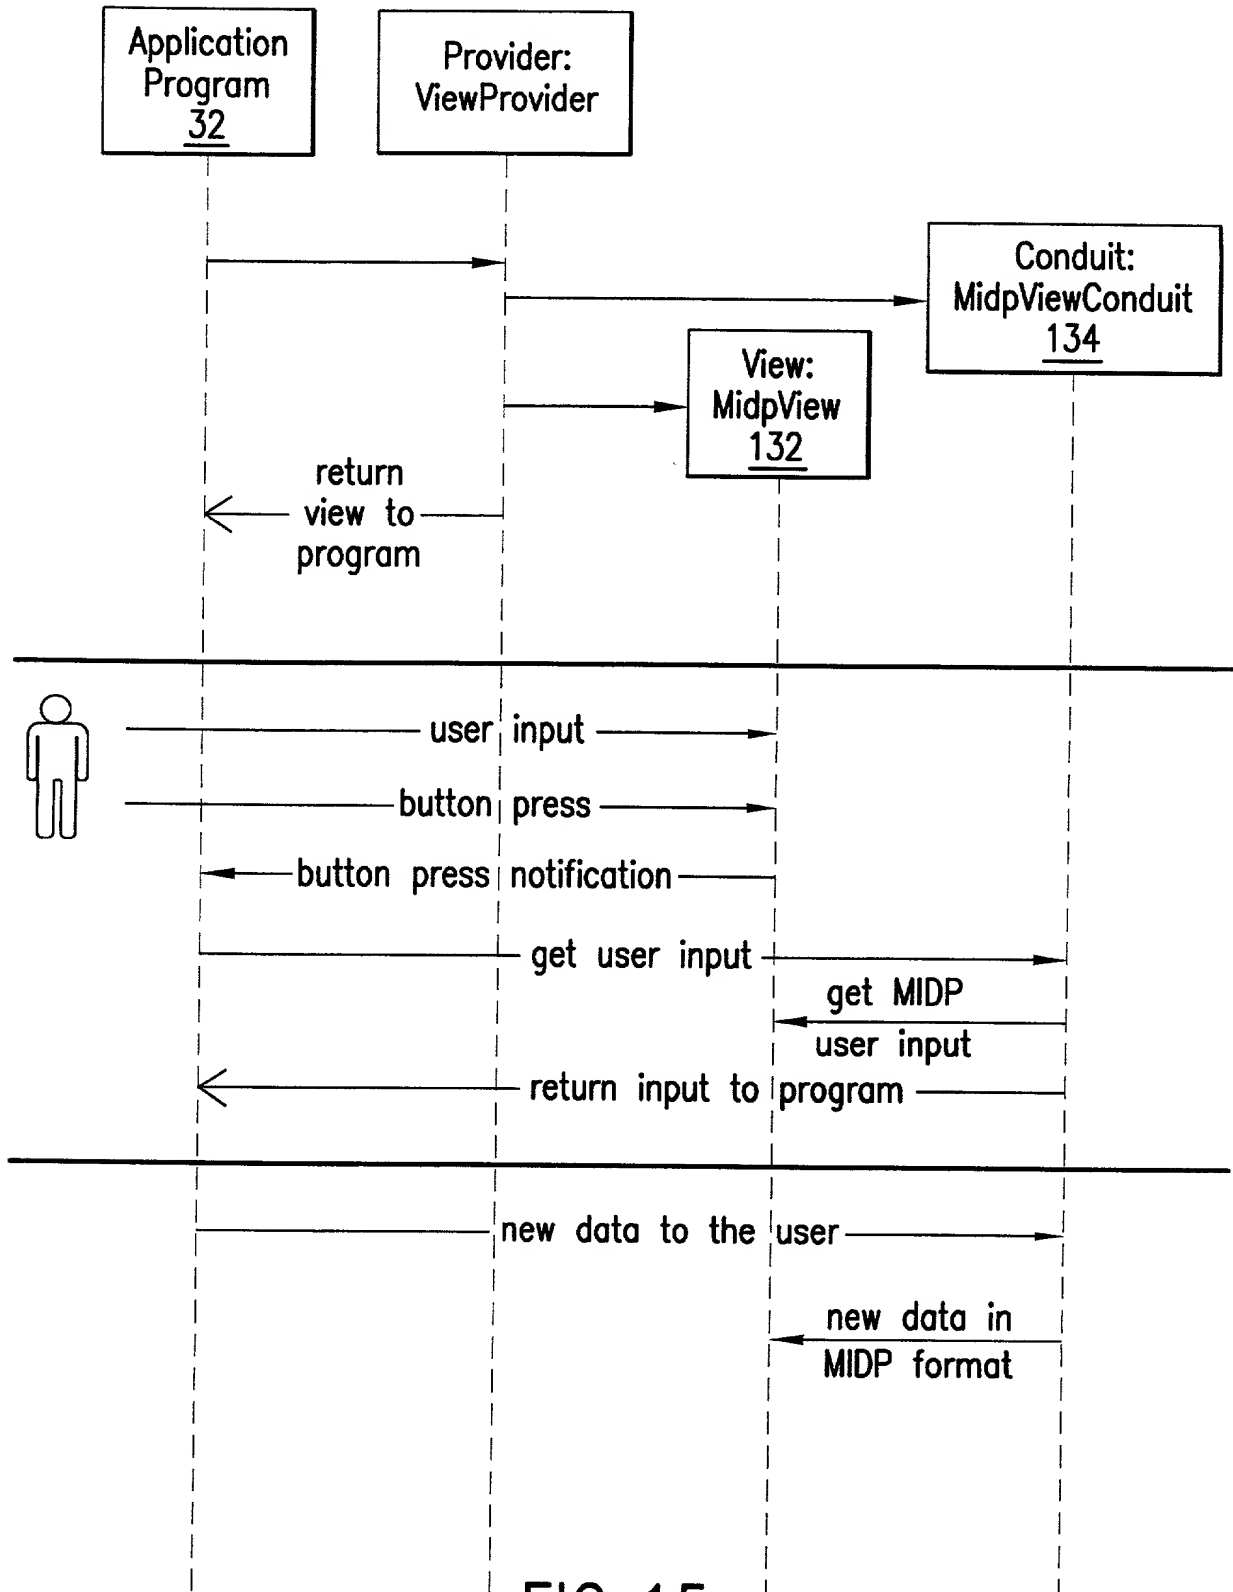 Application
Program
32
Provider:
ViewProvider
Conduit:
MidpViewConduit
134
View:
MidpView
132
return
view to
program
user input
button press
button press notification
get user input
get MIDP
user input
return input to program
new data to the user
new data in
MIDP format
FIG. 15